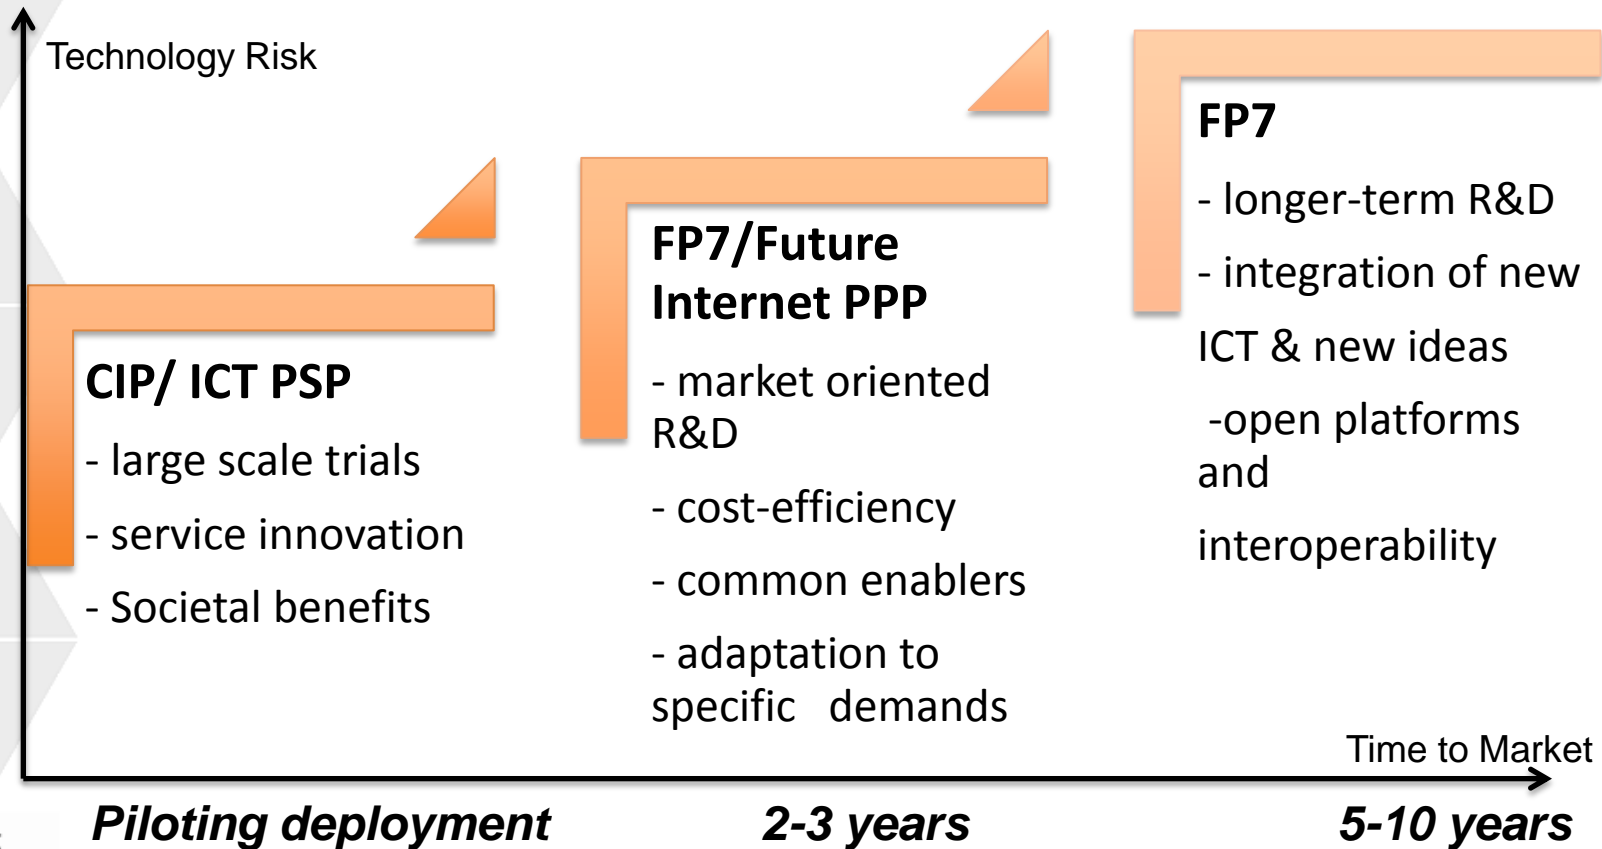 Technology Risk
CIP/ ICT PSP
- large scale trials
- service innovation
- Societal benefits
FP7/Future
Internet PPP
- market oriented
R&D
- cost-efficiency
- common enablers
- adaptation to
specific   demands
FP7
- longer-term R&D
- integration of new
ICT & new ideas
-open platforms
and
interoperability
Time to Market
Piloting deployment
2-3 years
5-10 years